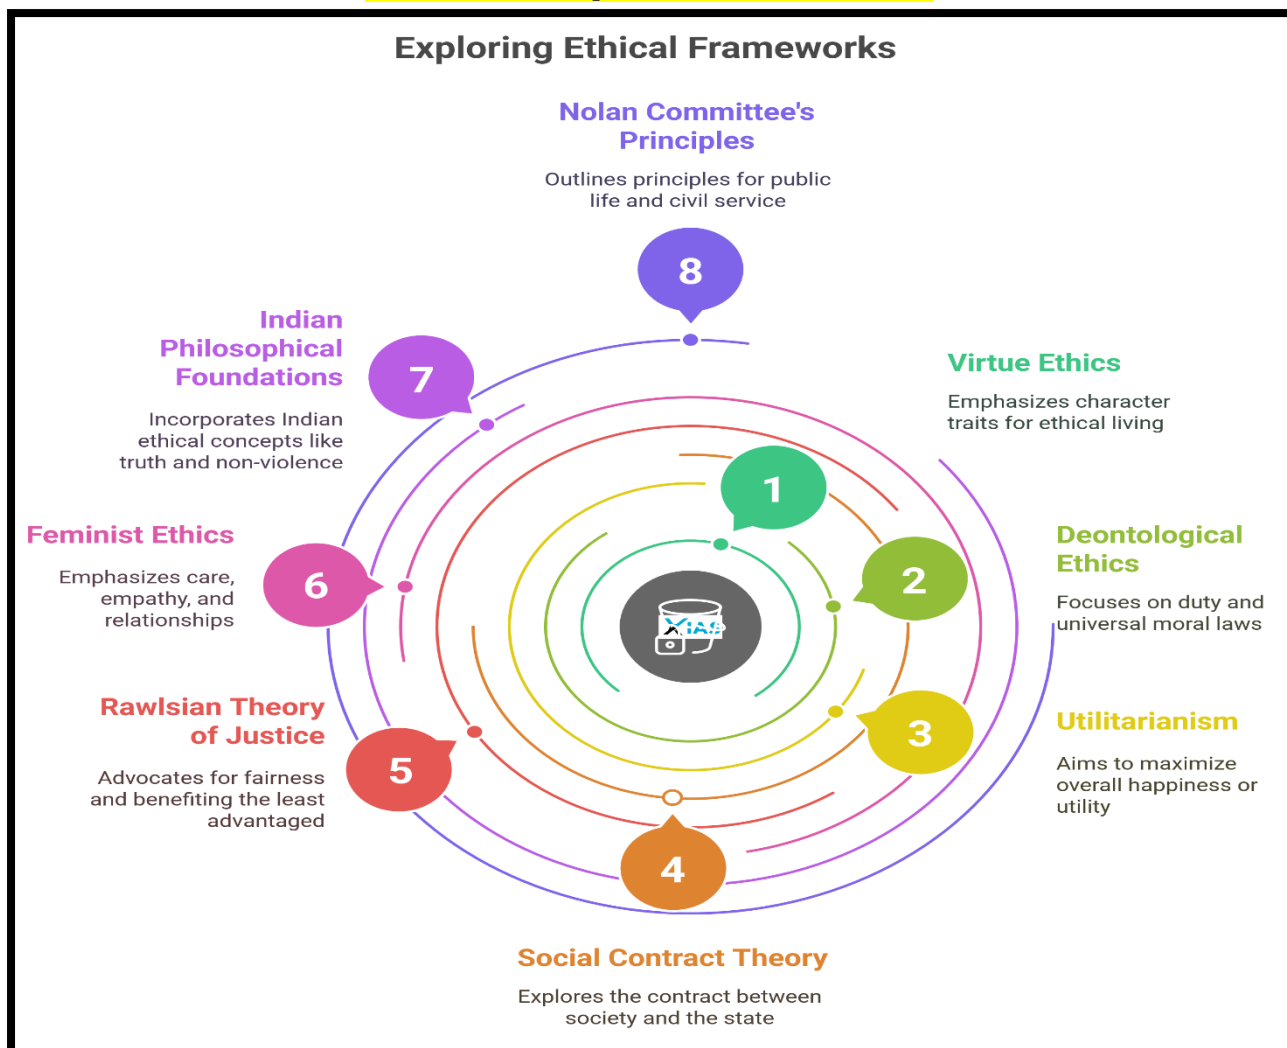 Exploring Ethical Frameworks
Nolan Committee's
Principles
Outlines principles for public
life and civil service
8
Indian
Philosophical
Foundations
Incorporates Indian
ethical concepts like
truth and non-violence
7
Virtue Ethics
Emphasizes character
traits for ethical living
1
Feminist Ethics
Emphasizes care,
empathy, and
relationships
6
Deontological
Ethics
Focuses on duty and
universal moral laws
2
XIAS
Rawlsian Theory
of Justice
Advocates for fairness
and benefiting the least
advantaged
5
Utilitarianism
Aims to maximize
overall happiness or
utility
3
4
Social Contract Theory
Explores the contract between
society and the state